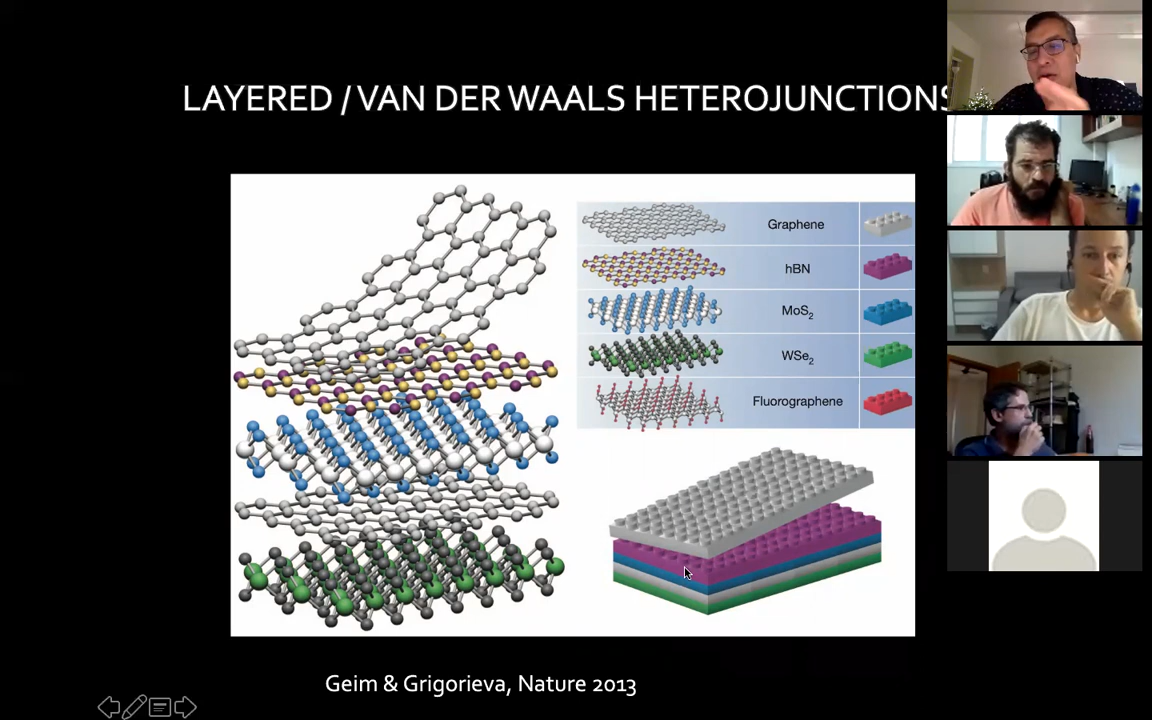 LAYERED / VAN DER WAALS HETEROJUNCTIONS
Graphene
hBN
MoS₂
WSe₂
Fluorographene
Geim & Grigorieva, Nature 2013